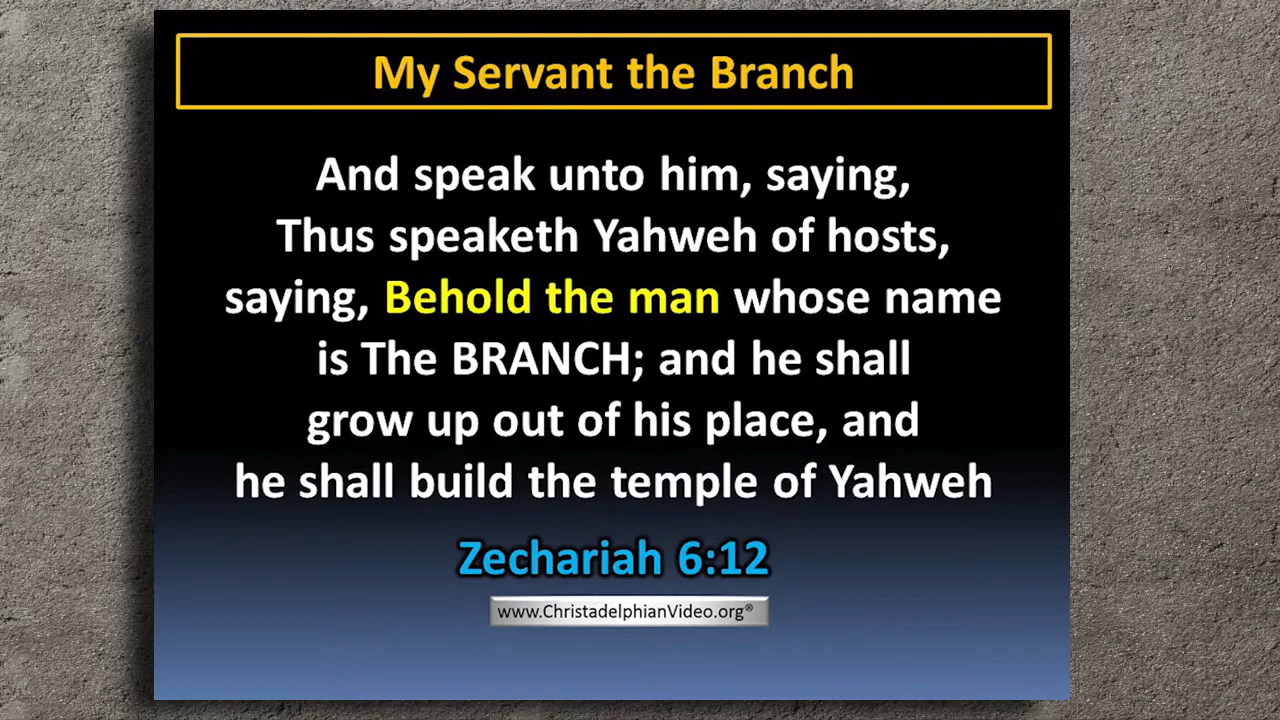 My Servant the Branch
And speak unto him, saying,
Thus speaketh Yahweh of hosts,
saying, Behold the man whose name
is The BRANCH; and he shall
grow up out of his place, and
he shall build the temple of Yahweh
Zechariah 6:12
www.ChristadelphianVideo.org®